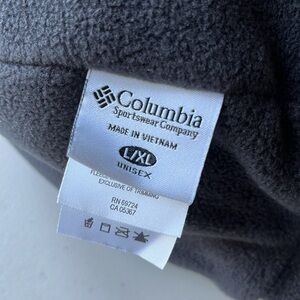 Columbia
Sportswear Company
MADE IN VIETNAM
L/XL
UNISEX
EXCLUSIVE OF TRIMMING
RN 69724
CA 05367